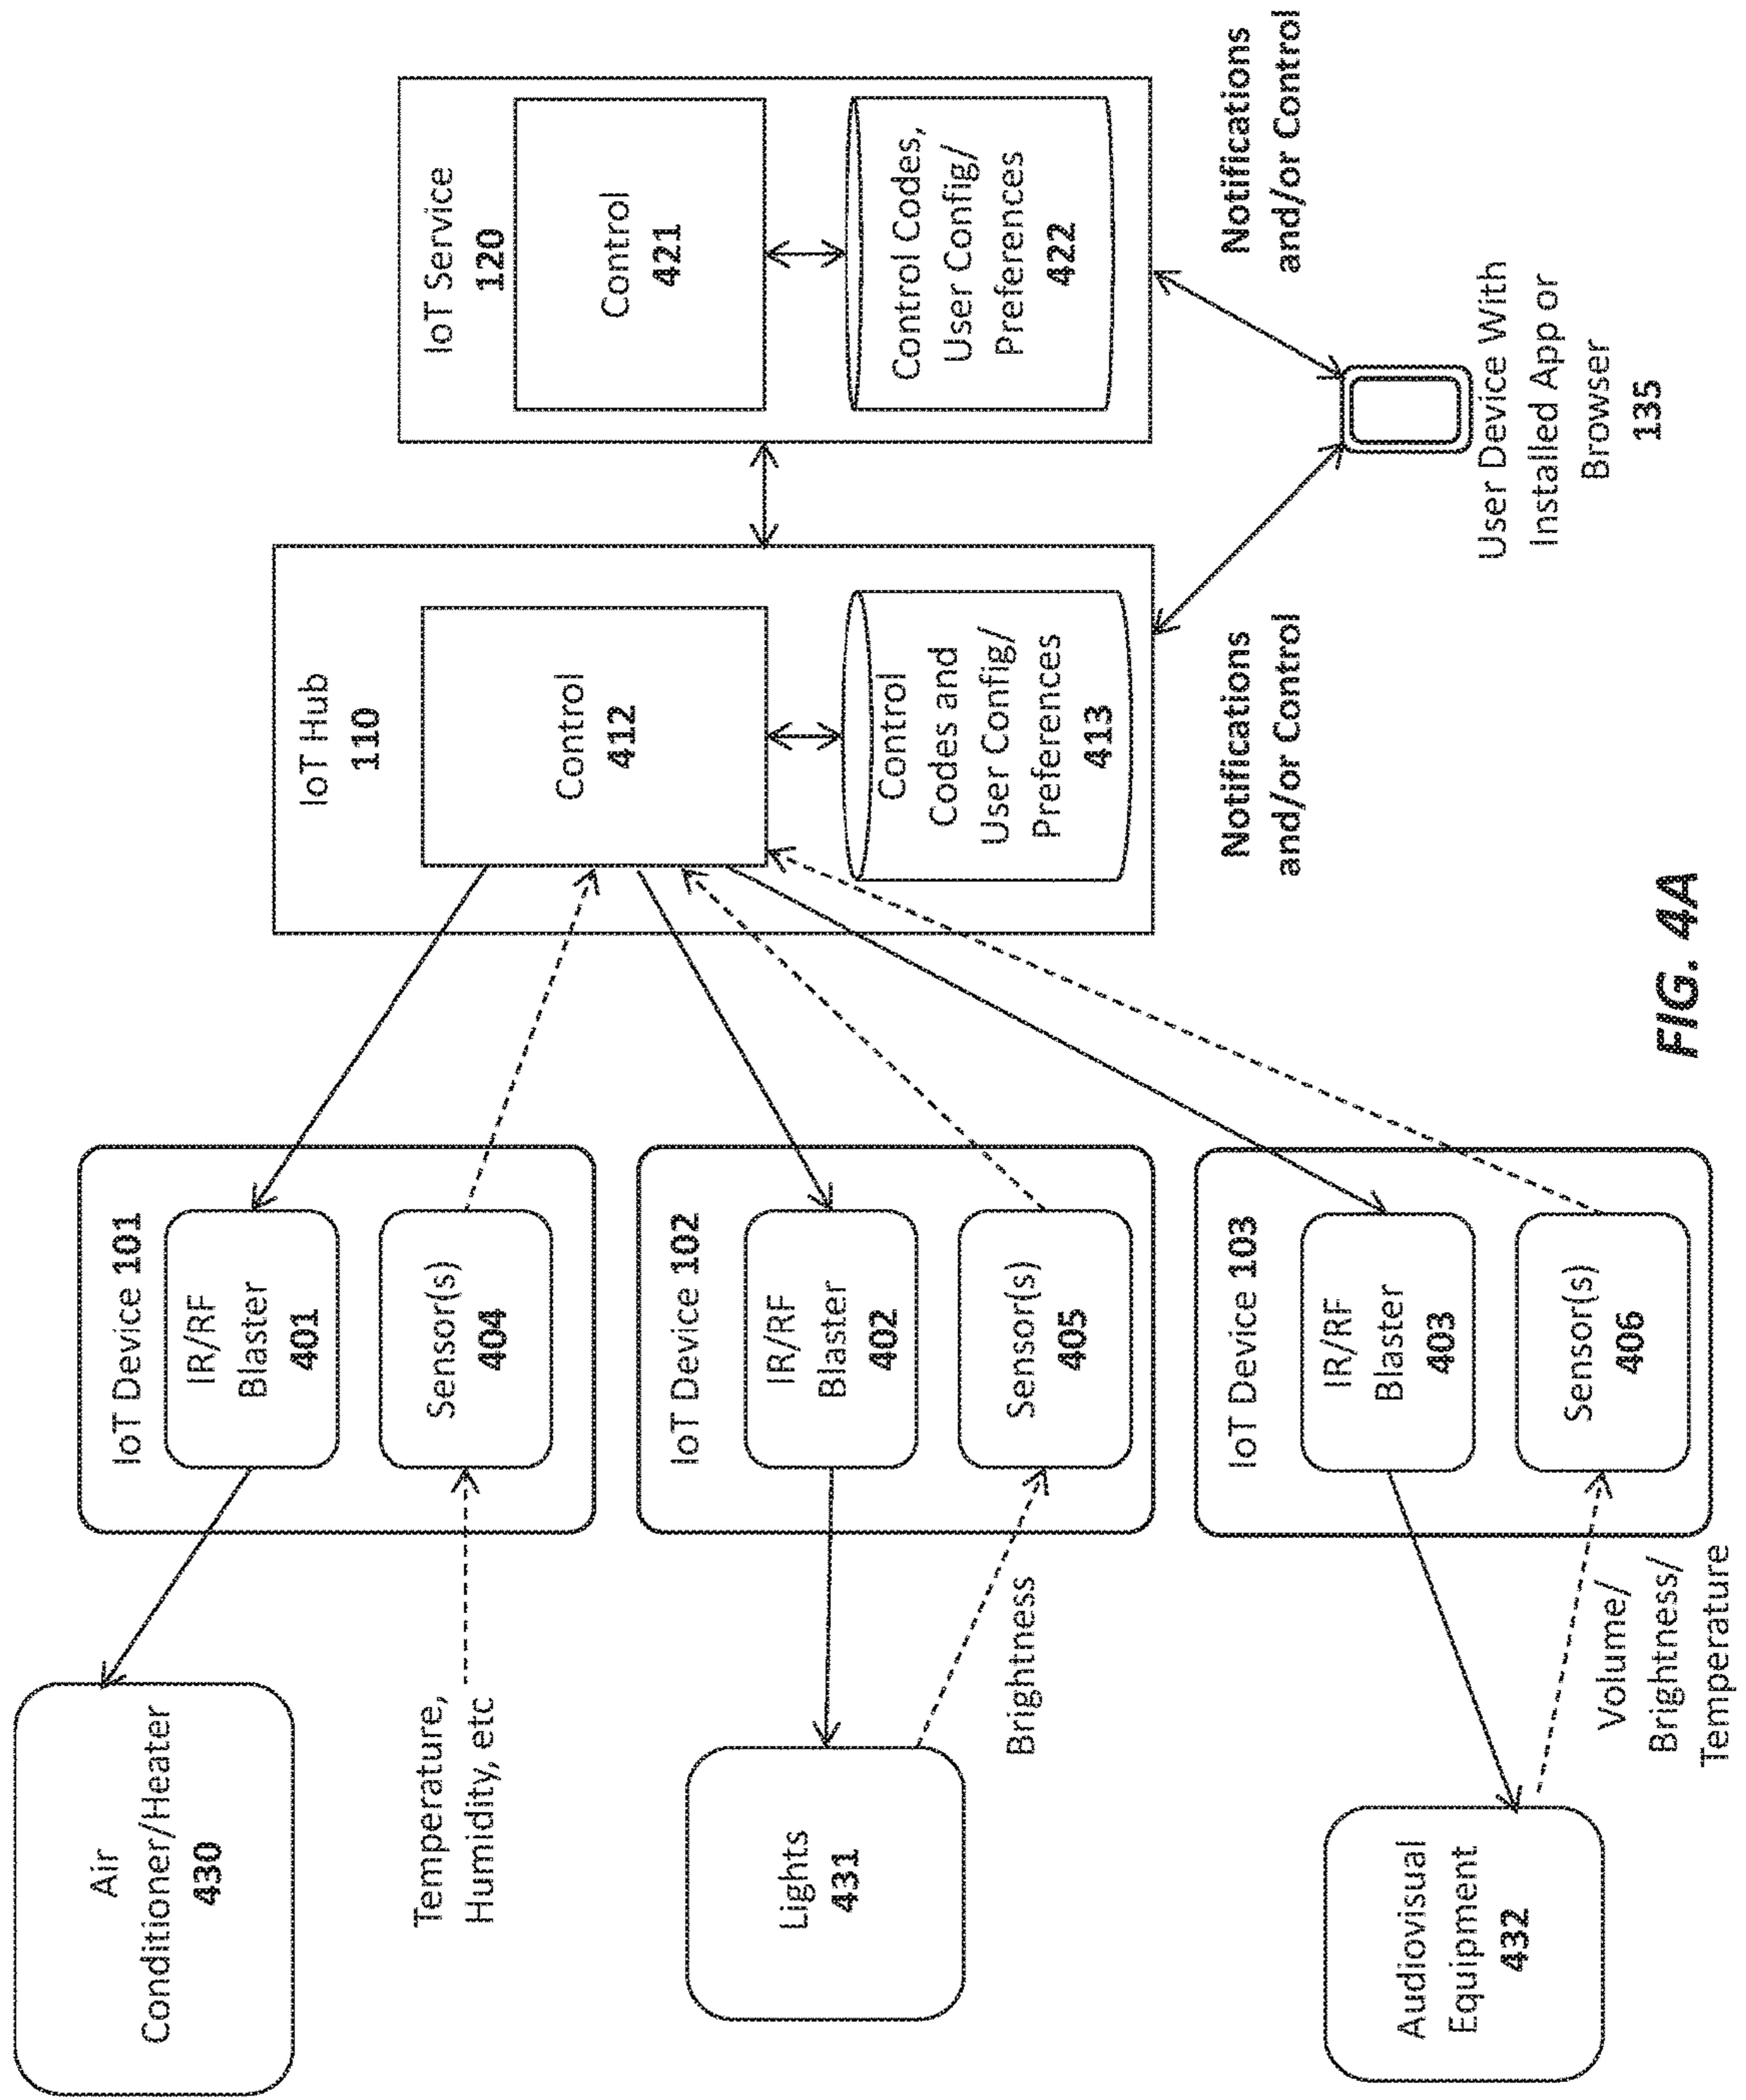 Air
Conditioner/Heater
430
Temperature,
Humidity, etc
Lights
431
Brightness
Audiovisual
Equipment
432
Volume/
Brightness/
Temperature
IoT Device 101
IR/RF
Blaster
401
Sensor(s)
404
IoT Device 102
IR/RF
Blaster
402
Sensor(s)
405
IoT Device 103
IR/RF
Blaster
403
Sensor(s)
406
IoT Hub
110
Control
412
Control
Codes and
User Config/
Preferences
413
Notifications
and/or Control
IoT Service
120
Control
421
Control Codes,
User Config/
Preferences
422
Notifications
and/or Control
User Device With
Installed App or
Browser
135
FIG. 4A